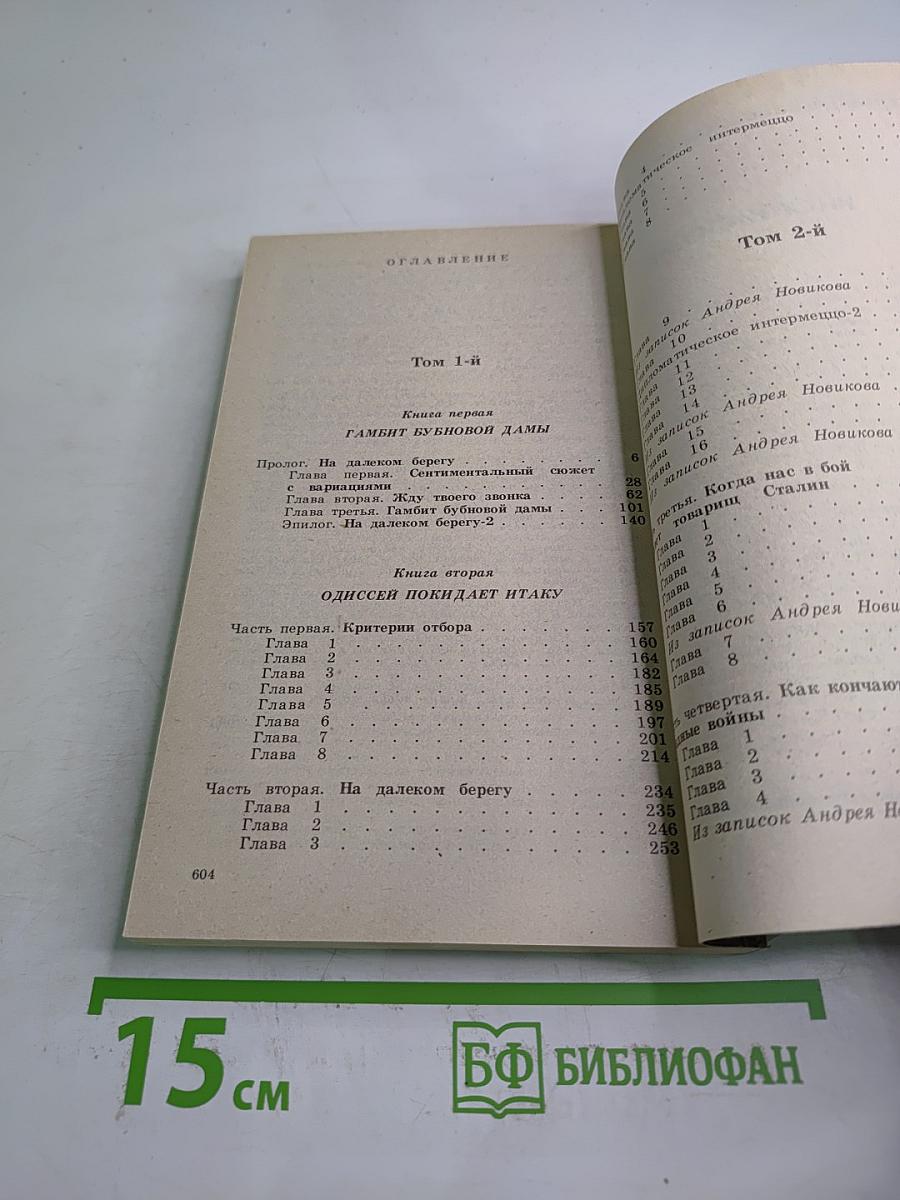 ОГЛАВЛЕНИЕ
Том 1-й
Книга первая
ГАМБИТ БУБНОВОЙ ДАМЫ
Пролог. На далеком берегу . . . . . . . . 6
Глава первая. Сентиментальный сюжет
с вариациями . . . . . . . . . . 28
Глава вторая. Жду твоего звонка . . . . . 62
Глава третья. Гамбит бубновой дамы . . . 101
Эпилог. На далеком берегу-2 . . . . . . 140
Книга вторая
ОДИССЕЙ ПОКИДАЕТ ИТАКУ
Часть первая. Критерии отбора . . . . . . 157
Глава 1 . . . . . . . . . . . . 160
Глава 2 . . . . . . . . . . . . 164
Глава 3 . . . . . . . . . . . . 182
Глава 4 . . . . . . . . . . . . 185
Глава 5 . . . . . . . . . . . . 189
Глава 6 . . . . . . . . . . . . 197
Глава 7 . . . . . . . . . . . . 201
Глава 8 . . . . . . . . . . . . 214
Часть вторая. На далеком берегу . . . . . 234
Глава 1 . . . . . . . . . . . . 235
Глава 2 . . . . . . . . . . . . 246
Глава 3 . . . . . . . . . . . . 253
604
4
интермеццо
5
6
7
8
Том 2-й
9
записок Андрея Новикова
10
интермеццо-2
11
12
Глава 13
Глава 14
Из записок Андрея Новикова
Глава 15
Глава 16
Из записок Андрея Новикова
третья. Когда нас в бой
товарищ Сталин
Глава 1
Глава 2
Глава 3
Глава 4
Глава 5
Глава 6
Из записок Андрея
Глава 7
Глава 8
четвертая. Как
войны
Глава 1
Глава 2
Глава 3
Глава 4
Из записок Андрея
15 см
БФ БИБЛИОФАН